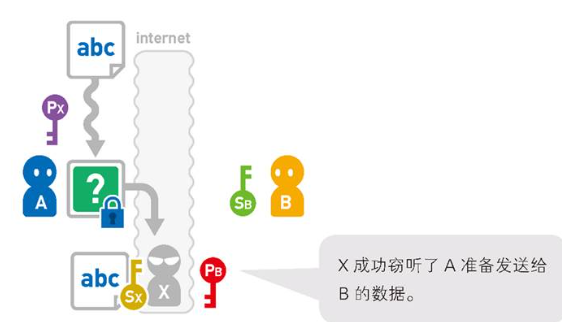 abc
internet
Px
A
?
SB
B
abc
Sx
X
PB
X 成功窃听了 A 准备发送给
B 的数据。